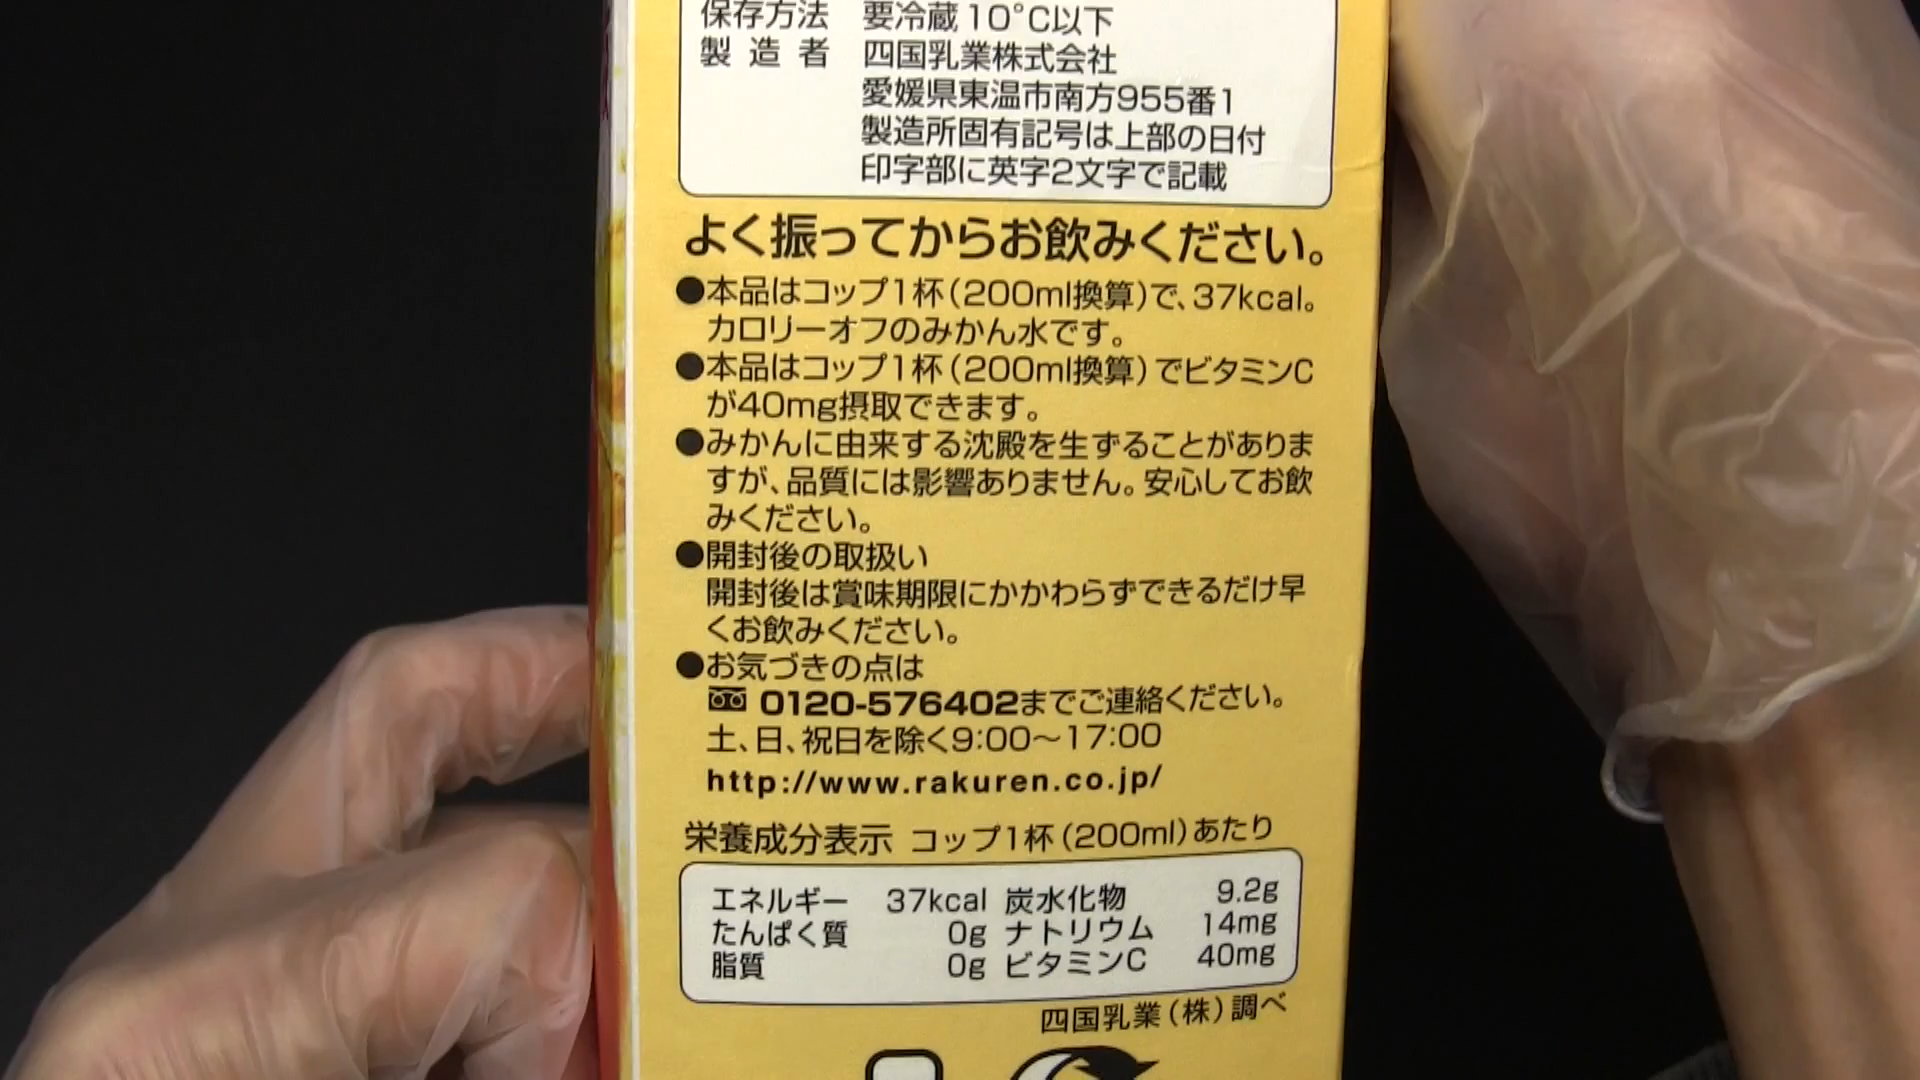 保存方法 要冷蔵10°C以下
製造者 四国乳業株式会社
愛媛県東温市南方955番1
製造所固有記号は上部の日付
印字部に英字2文字で記載
よく振ってからお飲みください。
●本品はコップ1杯(200ml換算)で、37kcal。
カロリーオフのみかん水です。
●本品はコップ1杯(200ml換算)でビタミンC
が40mg摂取できます。
●みかんに由来する沈殿を生ずることがありま
すが、品質には影響ありません。安心してお飲
みください。
●開封後の取扱い
開封後は賞味期限にかかわらずできるだけ早
くお飲みください。
●お気づきの点は
0120-576402までご連絡ください。
土、日、祝日を除く9:00〜17:00
http://www.rakuren.co.jp/
栄養成分表示 コップ1杯(200ml)あたり
エネルギー 37kcal 炭水化物 9.2g
たんぱく質 0g ナトリウム 14mg
脂質 0g ビタミンC 40mg
四国乳業(株)調べ